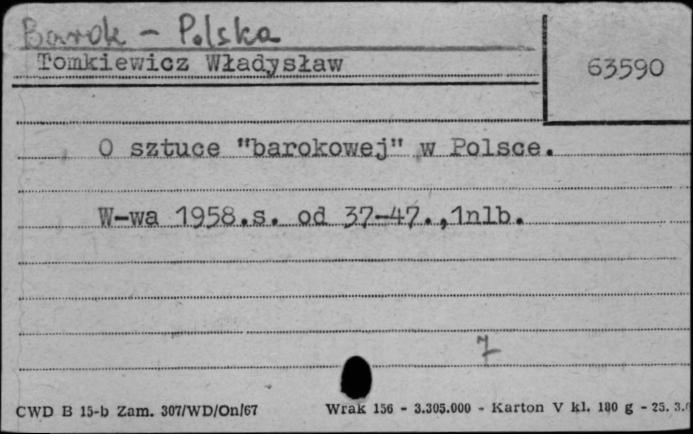 Barok - Polska
Tomkiewicz Władysław
63590
O sztuce "barokowej" w Polsce.
W-wa 1958.s. od 37-47.,1nlb.
7
CWD B 15-b Zam. 307/WD/On/67
Wrak 156 - 3.305.000 - Karton V kl. 180 g - 25. 3.